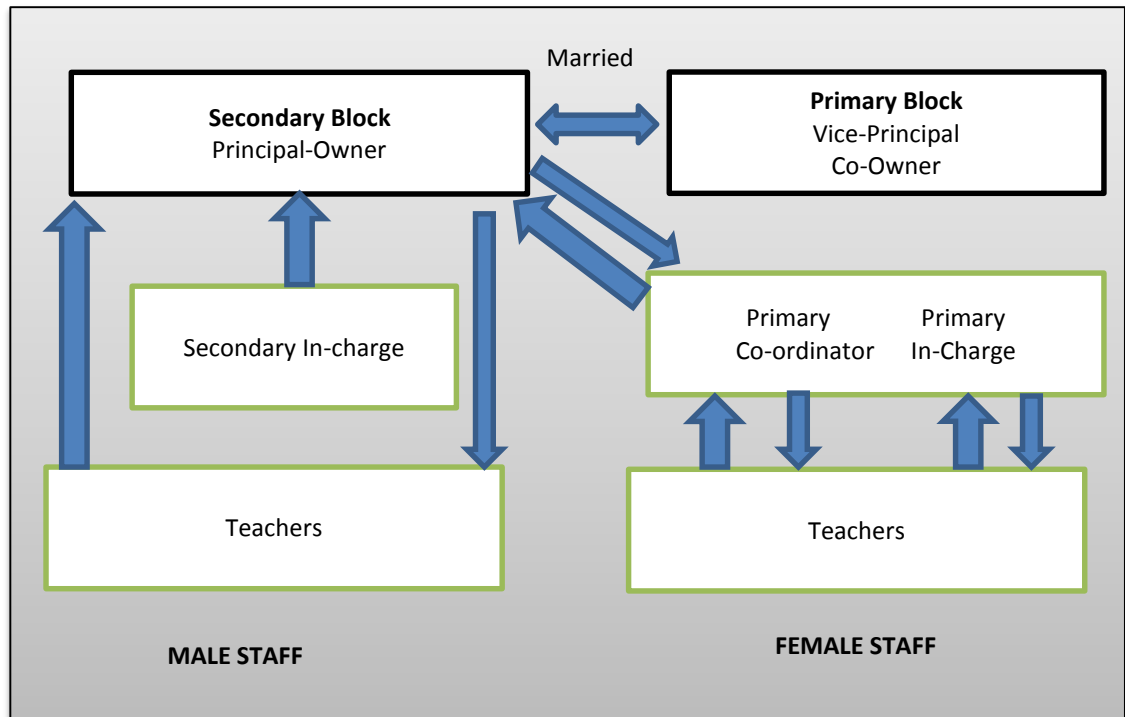 Married
Secondary Block
Principal-Owner
Primary Block
Vice-Principal
Co-Owner
Secondary In-charge
Primary Primary
Co-ordinator In-Charge
Teachers
Teachers
MALE STAFF
FEMALE STAFF